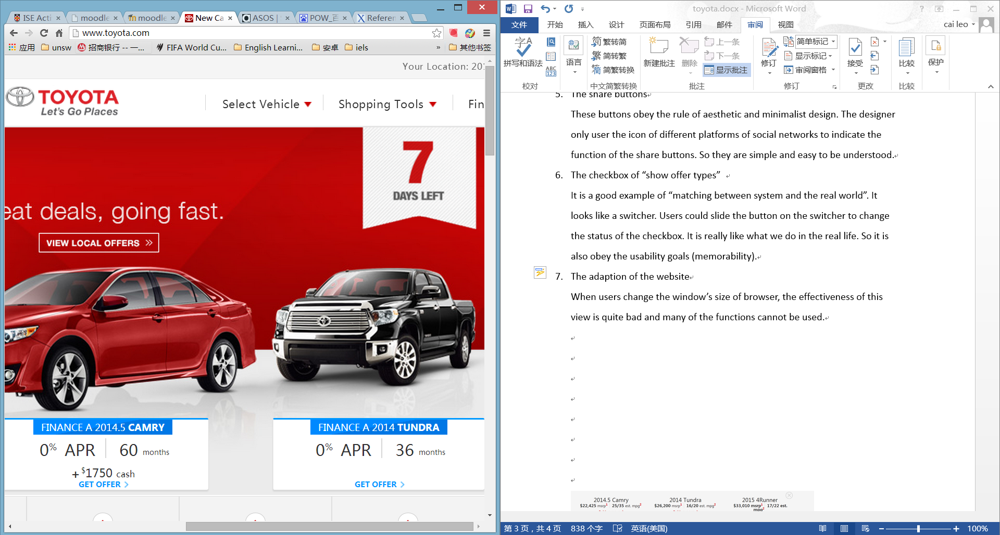 ISE Acti
moodle
moodle
New Ca
ASOS |
POW_百
Referen
www.toyota.com
应用
unsw
招商银行 -- 一...
FIFA World Cu...
English Learni...
安卓
iels
»
其他书签
Your Location: 20
TOYOTA
Let's Go Places
Select Vehicle
Shopping Tools
Fin
7
DAYS LEFT
eat deals, going fast.
VIEW LOCAL OFFERS »
FINANCE A 2014.5 CAMRY
0% APR 60 months
+ $1750 cash
GET OFFER >
FINANCE A 2014 TUNDRA
0% APR 36 months
GET OFFER >
toyota.docx - Microsoft Word
文件
开始
插入
设计
页面布局
引用
邮件
审阅
视图
cai leo
拼写和语法
ABC
123
校对
语言
繁转简
简转繁
简繁转换
中文简繁转换
新建批注
删除
上一条
下一条
显示批注
批注
修订
简单标记
显示标记
审阅窗格
修订
接受
更改
比较
比较
保护
5. The share buttons
These buttons obey the rule of aesthetic and minimalist design. The designer
only user the icon of different platforms of social networks to indicate the
function of the share buttons. So they are simple and easy to be understood.
6. The checkbox of “show offer types”
It is a good example of “matching between system and the real world”. It
looks like a switcher. Users could slide the button on the switcher to change
the status of the checkbox. It is really like what we do in the real life. So it is
also obey the usability goals (memorability).
7. The adaption of the website
When users change the window’s size of browser, the effectiveness of this
view is quite bad and many of the functions cannot be used.
2014.5 Camry
$22,425 msrp1 25/35 est. mpg2
2014 Tundra
$26,200 msrp1 16/20 est. mpg2
2015 4Runner
$33,010 msrp1 17/22 est.
mpg2
第 3 页，共 4 页
838 个字
英语(美国)
100%